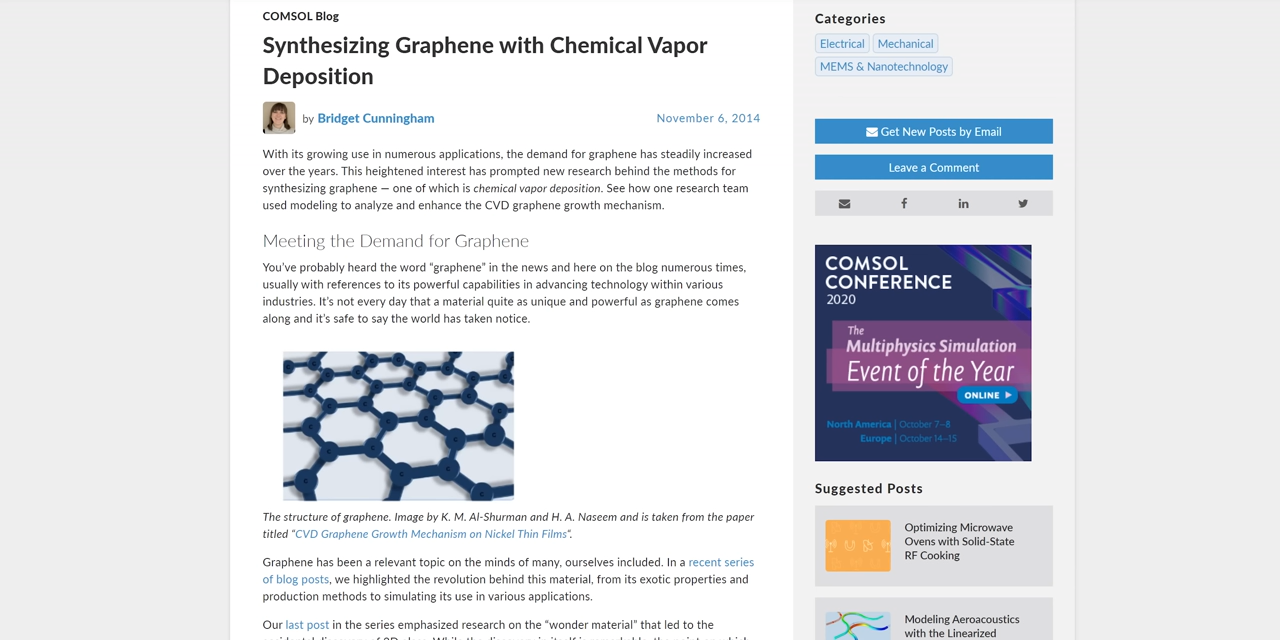 COMSOL Blog
Synthesizing Graphene with Chemical Vapor
Deposition
by Bridget Cunningham
November 6, 2014
With its growing use in numerous applications, the demand for graphene has steadily increased
over the years. This heightened interest has prompted new research behind the methods for
synthesizing graphene — one of which is chemical vapor deposition. See how one research team
used modeling to analyze and enhance the CVD graphene growth mechanism.
Meeting the Demand for Graphene
You've probably heard the word “graphene” in the news and here on the blog numerous times,
usually with references to its powerful capabilities in advancing technology within various
industries. It's not every day that a material quite as unique and powerful as graphene comes
along and it's safe to say the world has taken notice.
The structure of graphene. Image by K. M. Al-Shurman and H. A. Naseem and is taken from the paper
titled “CVD Graphene Growth Mechanism on Nickel Thin Films“.
Graphene has been a relevant topic on the minds of many, ourselves included. In a recent series
of blog posts, we highlighted the revolution behind this material, from its exotic properties and
production methods to simulating its use in various applications.
Our last post in the series emphasized research on the “wonder material” that led to the
Categories
Electrical
Mechanical
MEMS & Nanotechnology
Get New Posts by Email
Leave a Comment
COMSOL
CONFERENCE
2020
The
Multiphysics Simulation
Event of the Year
ONLINE
North America | October 7–8
Europe | October 14–15
Suggested Posts
Optimizing Microwave
Ovens with Solid-State
RF Cooking
Modeling Aeroacoustics
with the Linearized